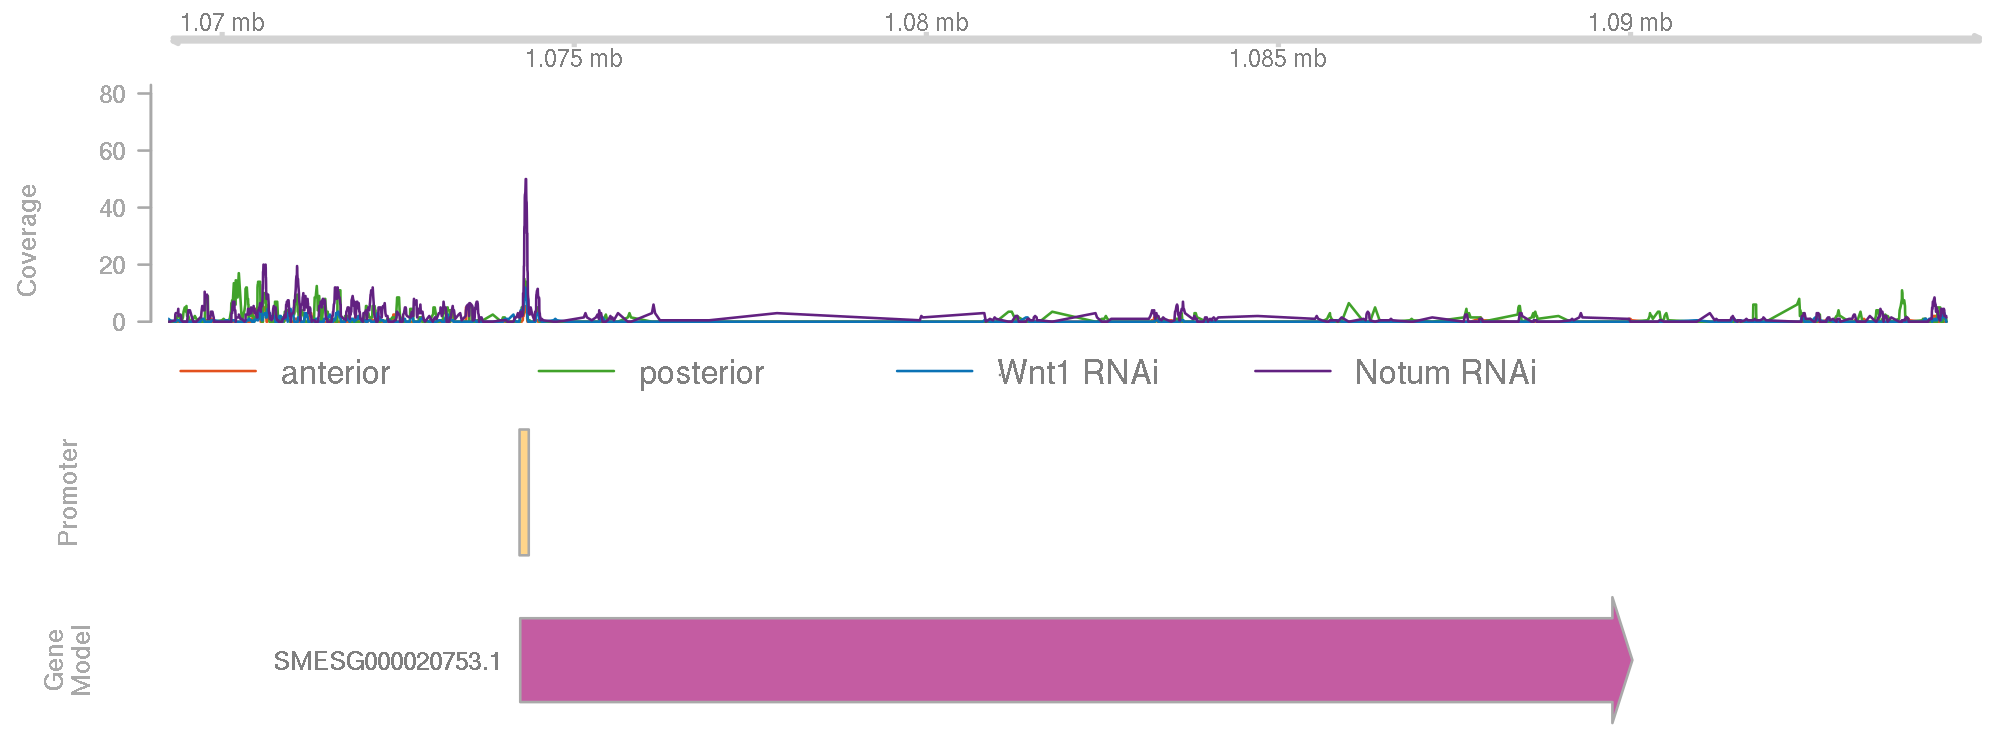 1.07 mb 1.08 mb 1.09 mb
1.075 mb 1.085 mb
80
60
40
20
0
Coverage
anterior posterior Wnt1 RNAi Notum RNAi
Promoter
Gene
Model
SMESG000020753.1